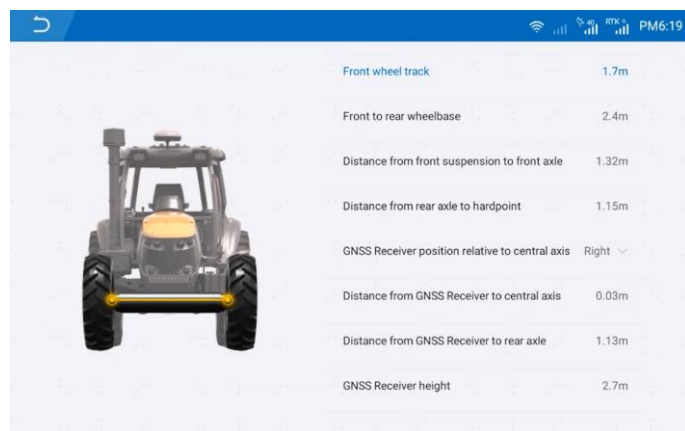 40 RTK PM6:19
Front wheel track 1.7m
Front to rear wheelbase 2.4m
Distance from front suspension to front axle 1.32m
Distance from rear axle to hardpoint 1.15m
GNSS Receiver position relative to central axis Right
Distance from GNSS Receiver to central axis 0.03m
Distance from GNSS Receiver to rear axle 1.13m
GNSS Receiver height 2.7m